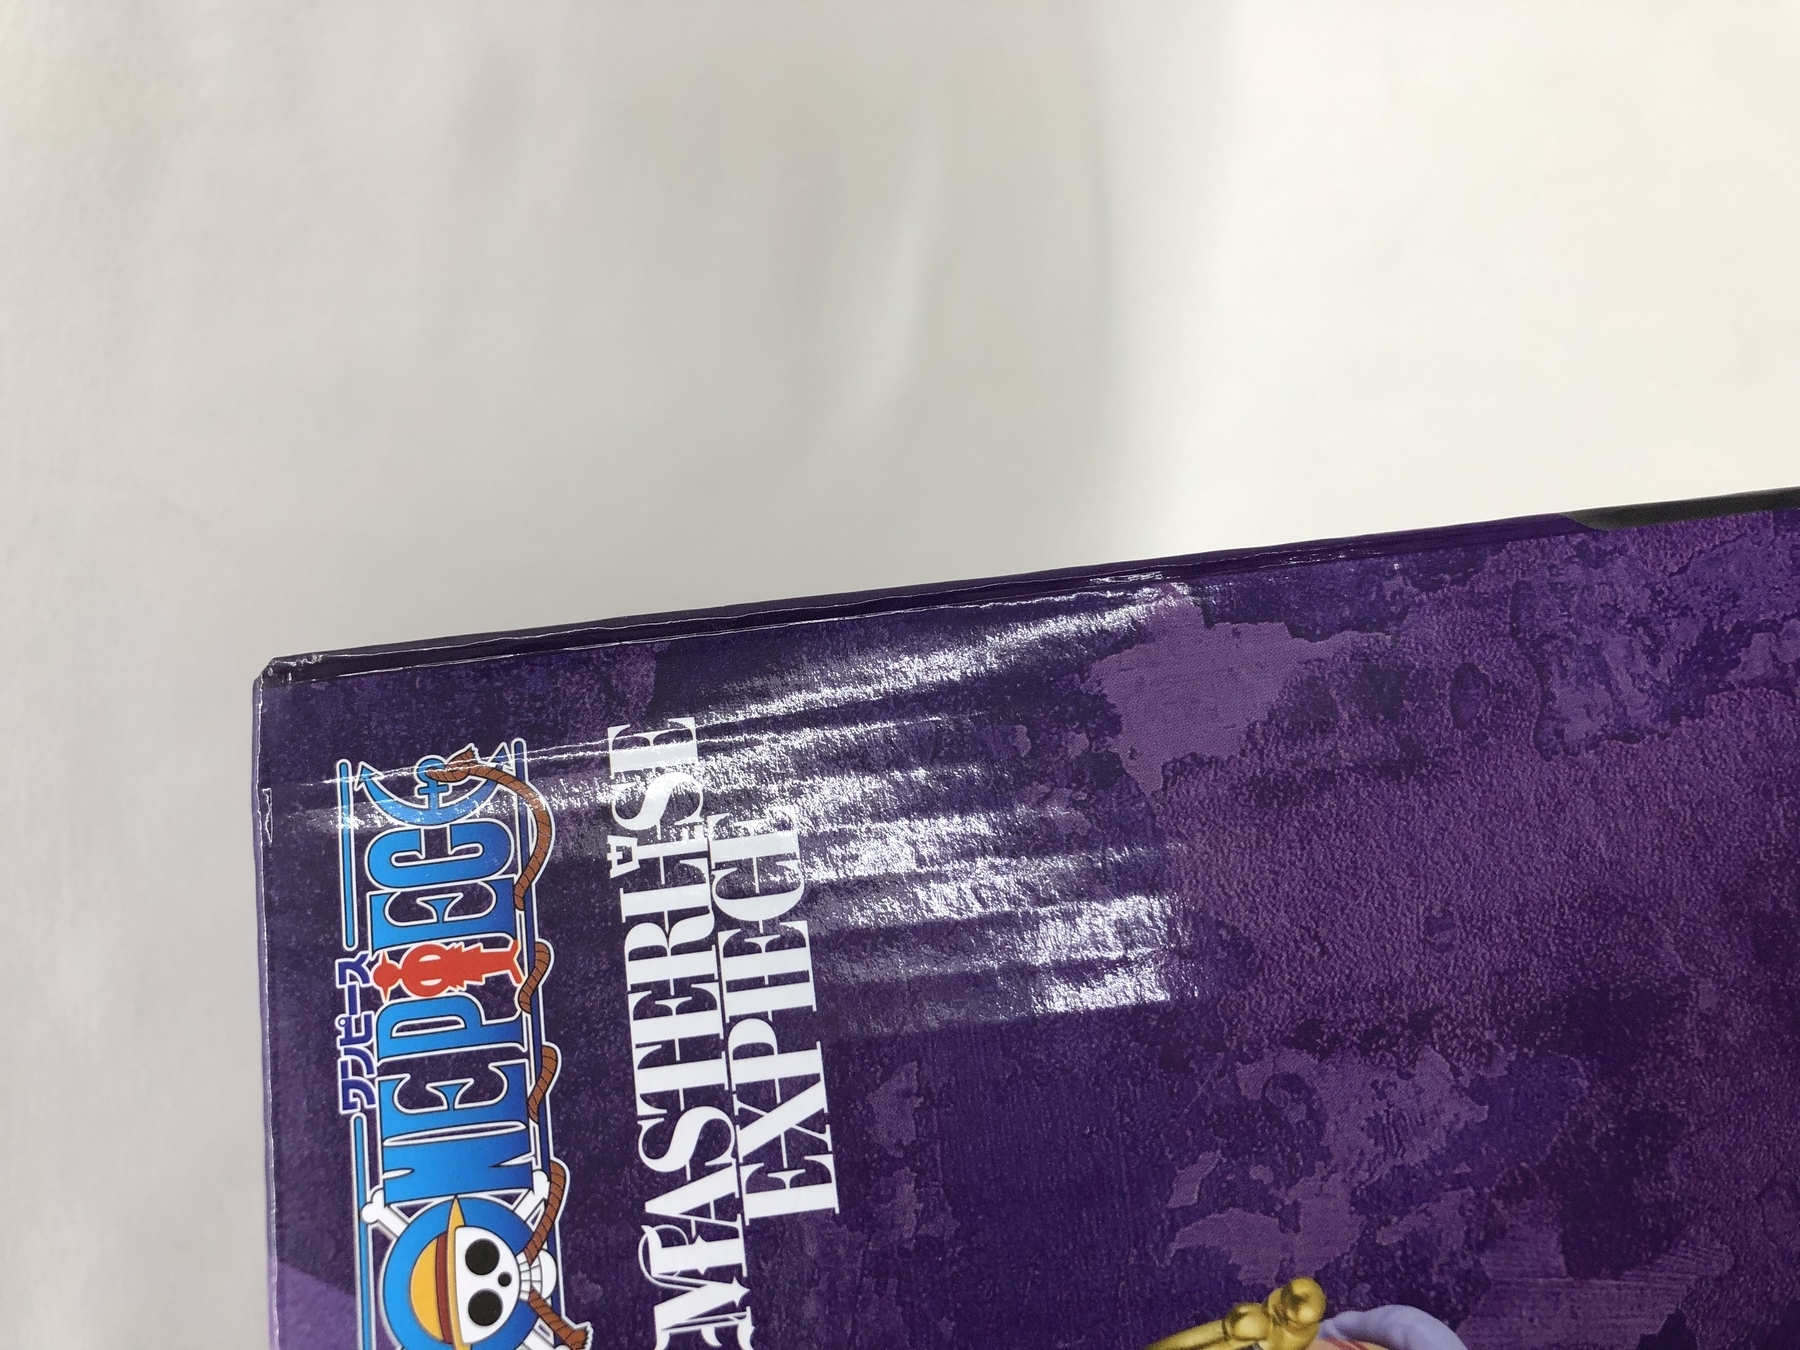 ワンピース
ONE PIECE
MASTERLISE
EXPIECE